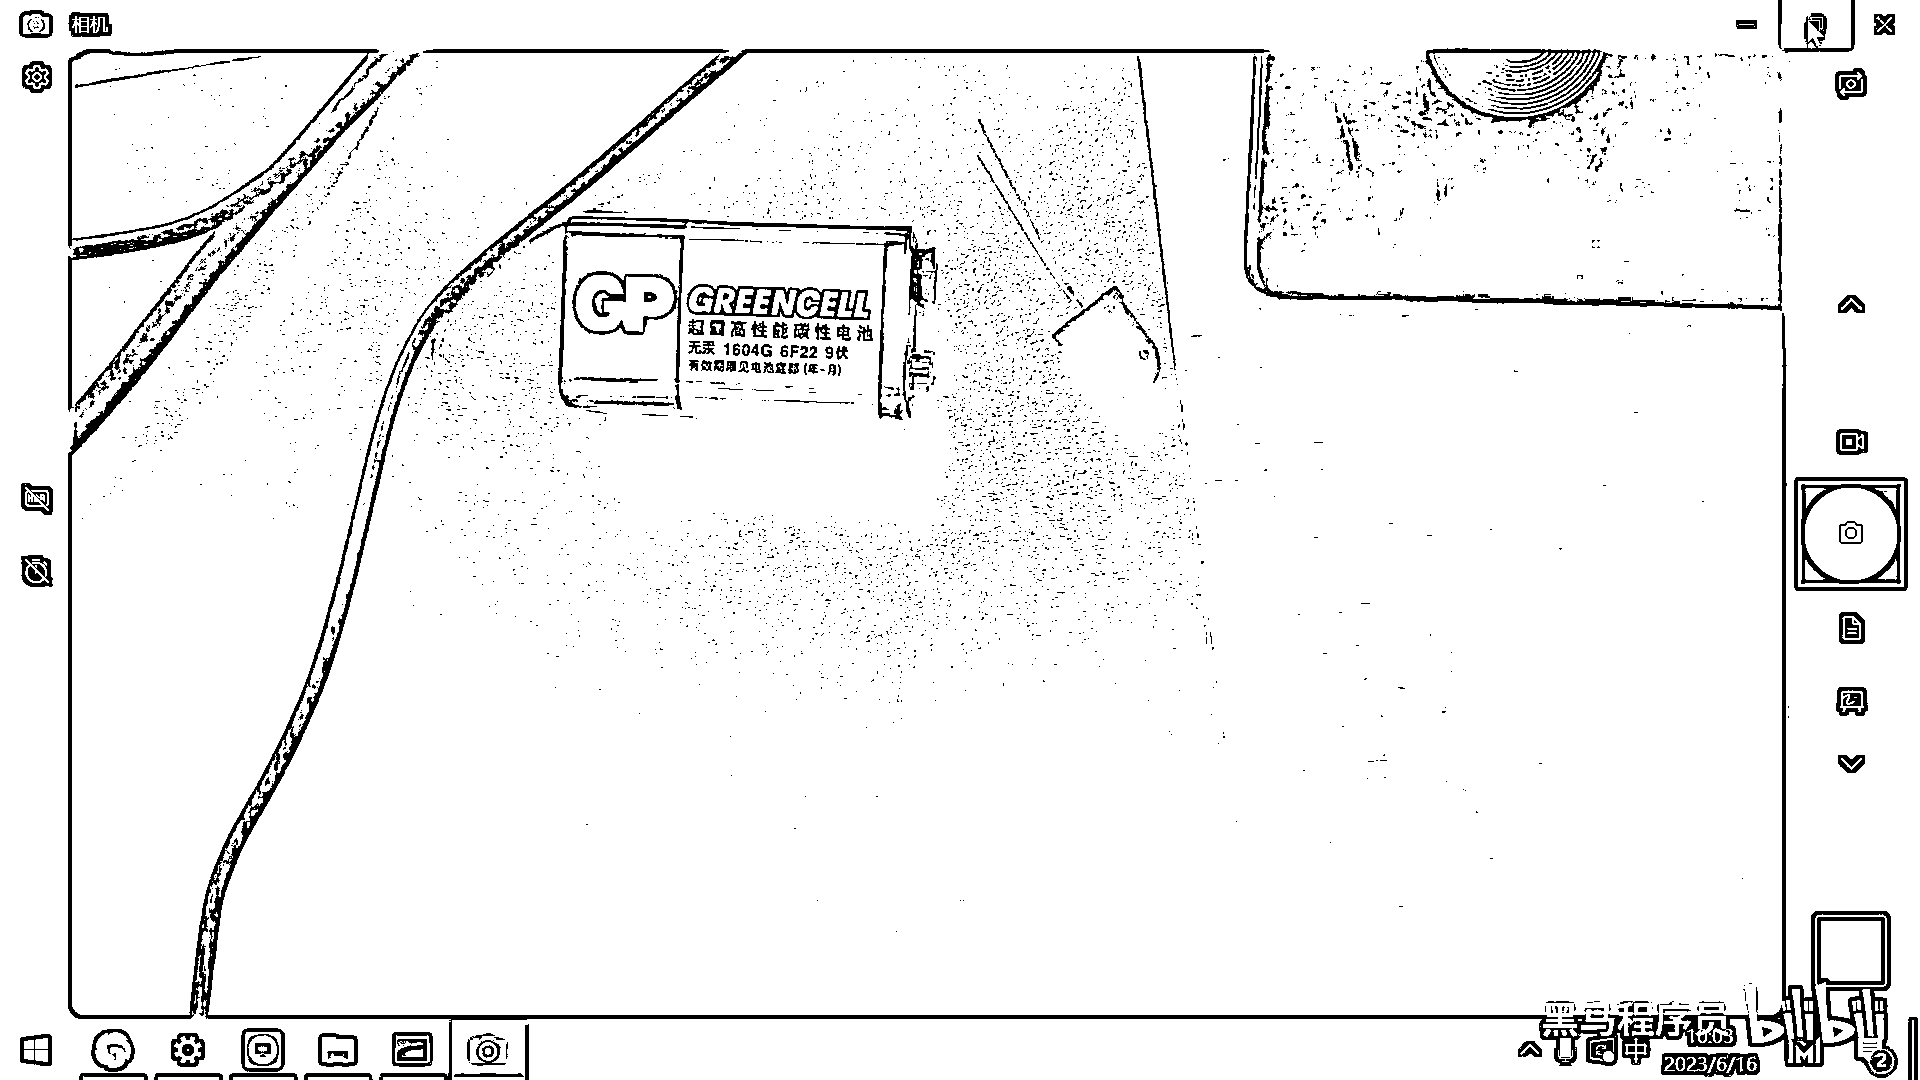 相机
GP
GREENCELL
超量高性能碳性电池
无汞 1604G 6F22 9伏
有效期限见电池底部 (年-月)
黑马程序员 bilibili
16:03
中
2023/6/16
2